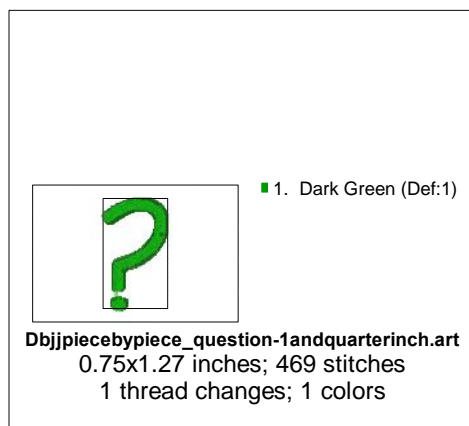 1. Dark Green (Def:1)
?
Dbjjpiecebypiece_question-1andquarterinch.art
0.75x1.27 inches; 469 stitches
1 thread changes; 1 colors